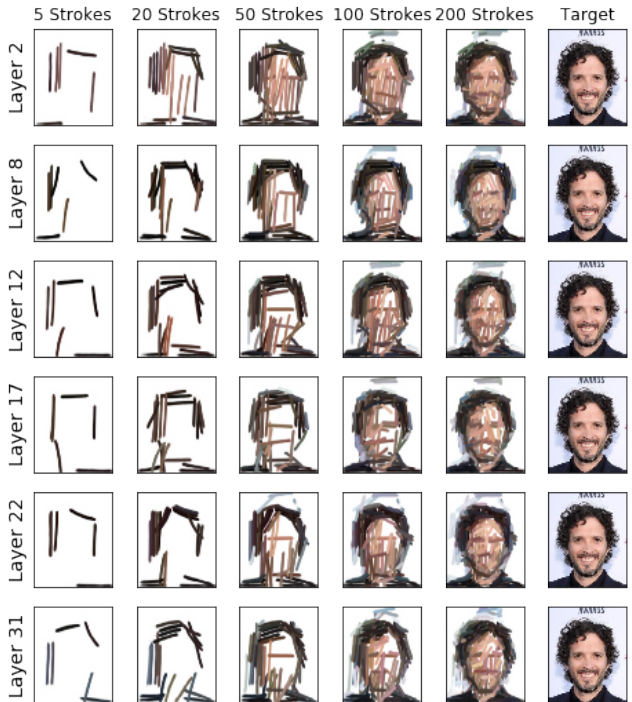 5 Strokes 20 Strokes 50 Strokes 100 Strokes 200 Strokes Target
Layer 2
Layer 8
Layer 12
Layer 17
Layer 22
Layer 31